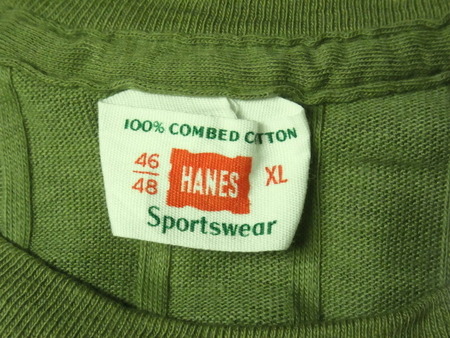 100% COMBED COTTON
46/48 HANES XL
Sportswear